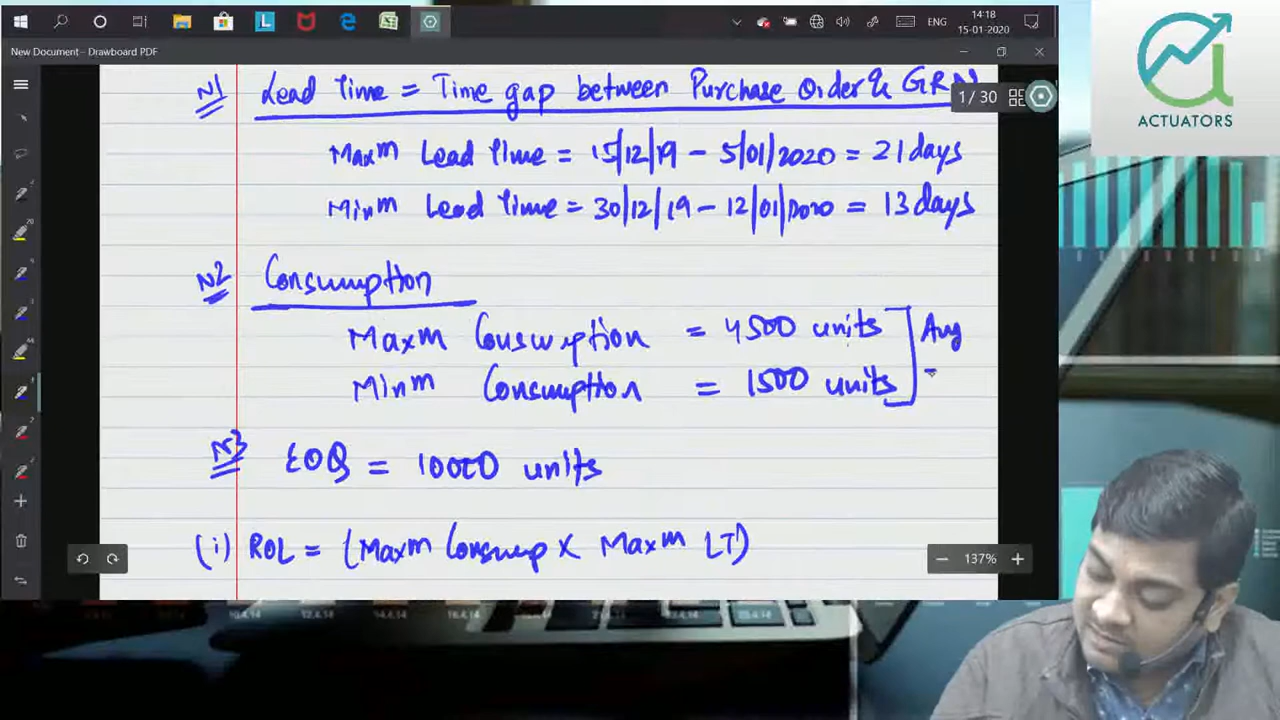 14:18
ENG
15-01-2020
New Document - Drawboard PDF
1 / 30
ACTUATORS
N1 Lead Time = Time gap between Purchase Order & GRN
Maxm Lead Time = 15/12/19 - 5/01/2020 = 21 days
Minm Lead Time = 30/12/19 - 12/01/2020 = 13 days
N2 Consumption
Maxm Consumption = 4500 units
Avg
Minm Consumption = 1500 units
=
N3 EOQ = 10000 units
(i) ROL = (Maxm Consump X Maxm LT)
137%